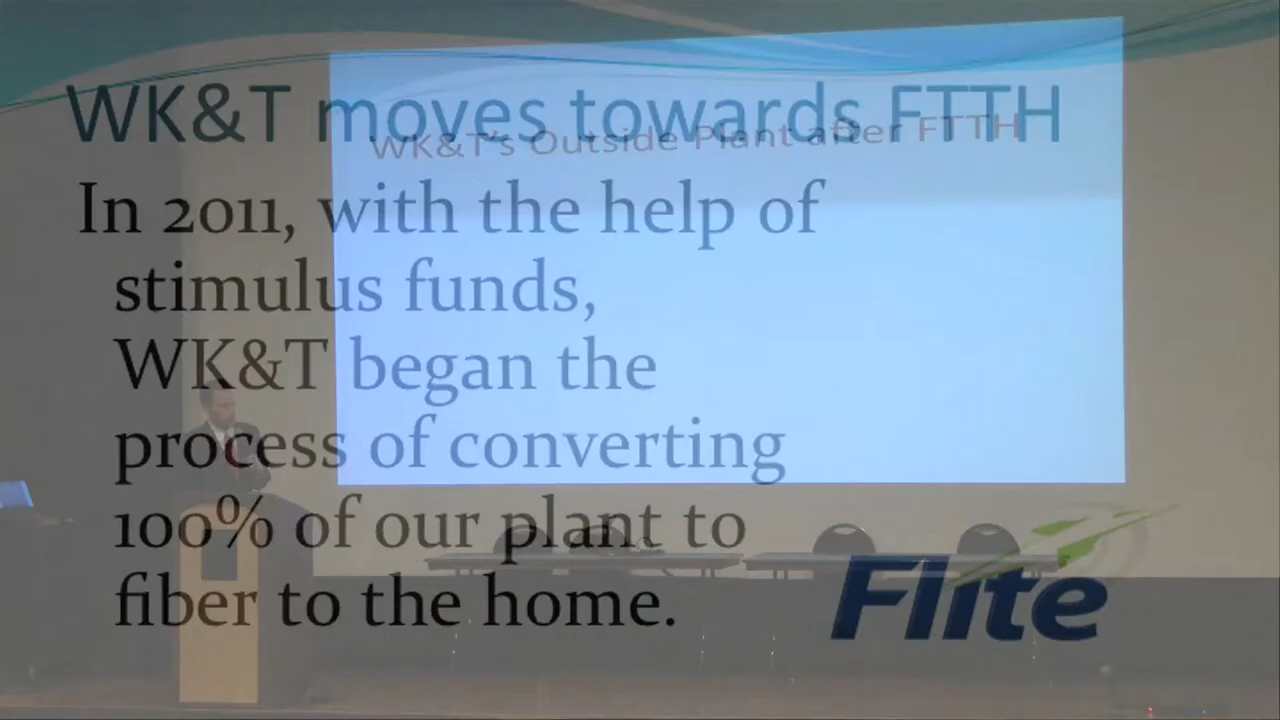 WK&T moves towards FTTH
WK&T's Outside Plant after FTTH
In 2011, with the help of
stimulus funds,
WK&T began the
process of converting
100% of our plant to
fiber to the home.
Flite